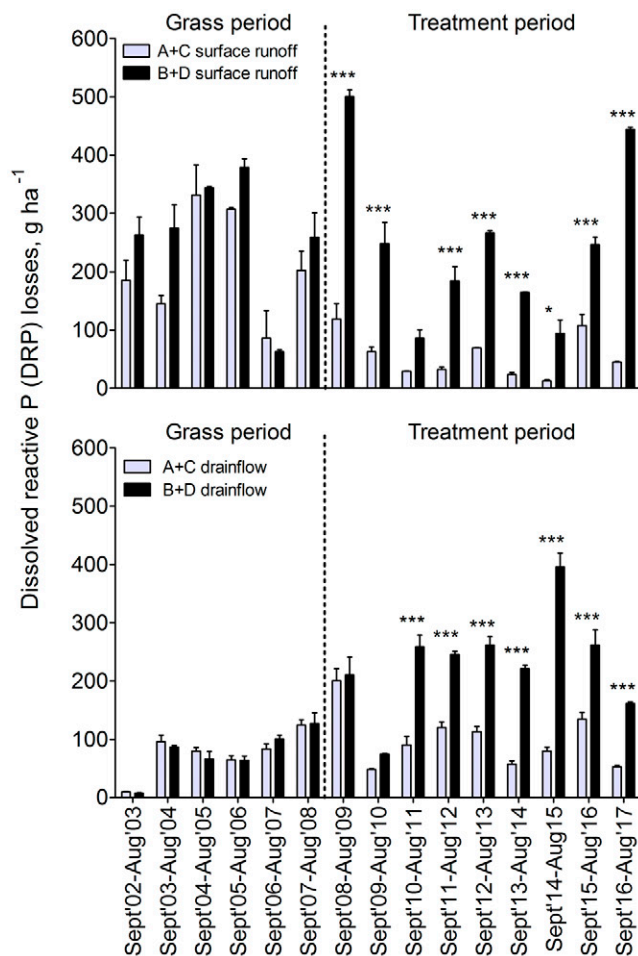 Dissolved reactive P (DRP) losses, g ha⁻¹
Grass period
Treatment period
A+C surface runoff
B+D surface runoff
600
500
400
300
200
100
0
***
***
***
***
***
*
***
***
Grass period
Treatment period
A+C drainflow
B+D drainflow
600
500
400
300
200
100
0
***
***
***
***
***
***
***
Sept'02-Aug'03
Sept'03-Aug'04
Sept'04-Aug'05
Sept'05-Aug'06
Sept'06-Aug'07
Sept'07-Aug'08
Sept'08-Aug'09
Sept'09-Aug'10
Sept'10-Aug'11
Sept'11-Aug'12
Sept'12-Aug'13
Sept'13-Aug'14
Sept'14-Aug'15
Sept'15-Aug'16
Sept'16-Aug'17